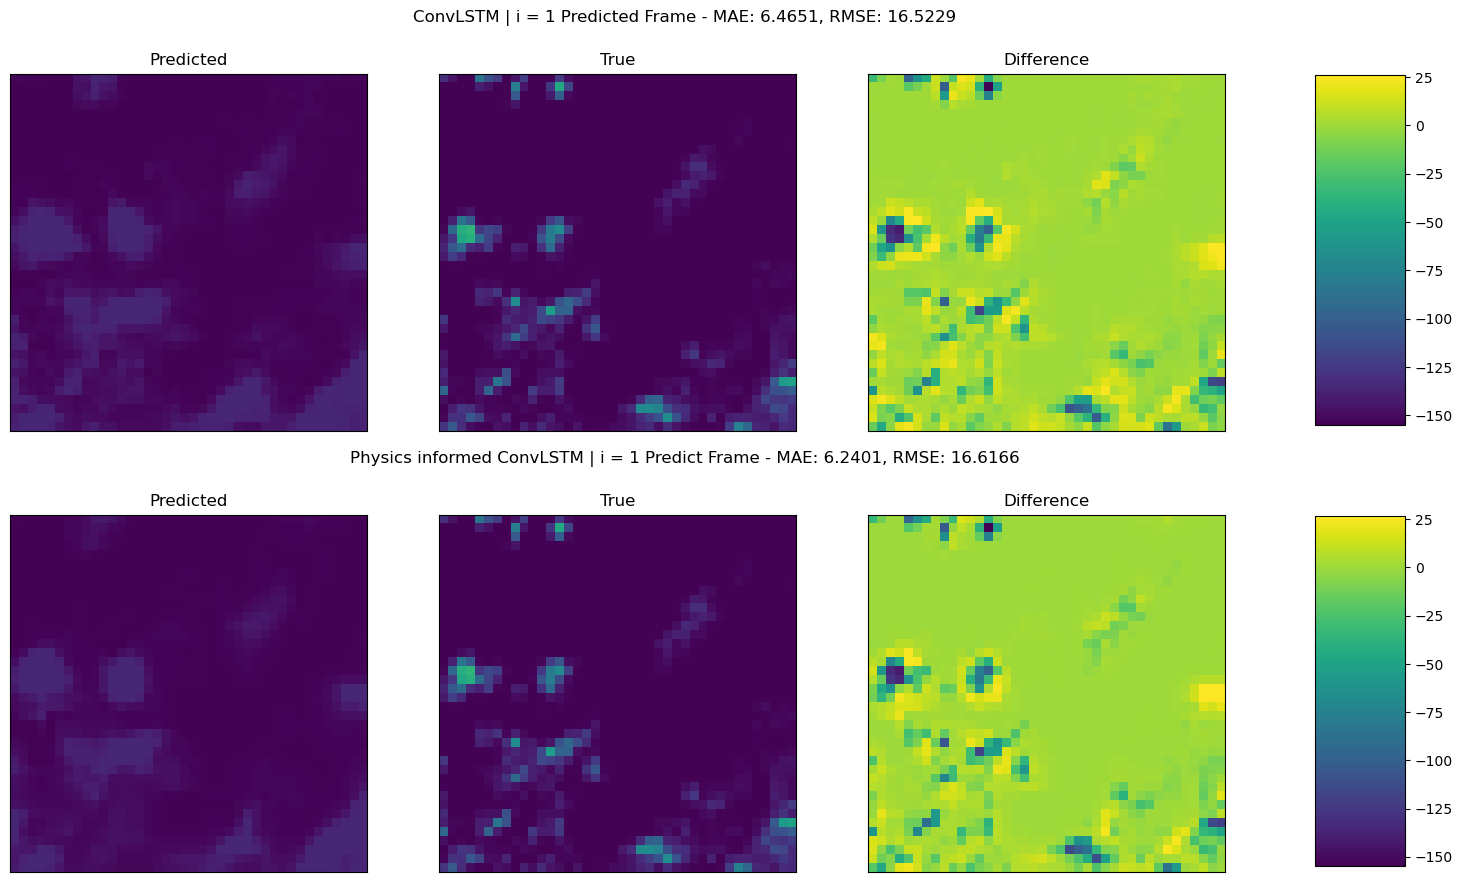 ConvLSTM | i = 1 Predicted Frame - MAE: 6.4651, RMSE: 16.5229
Predicted
True
Difference
25
0
−25
−50
−75
−100
−125
−150
Physics informed ConvLSTM | i = 1 Predict Frame - MAE: 6.2401, RMSE: 16.6166
Predicted
True
Difference
25
0
−25
−50
−75
−100
−125
−150